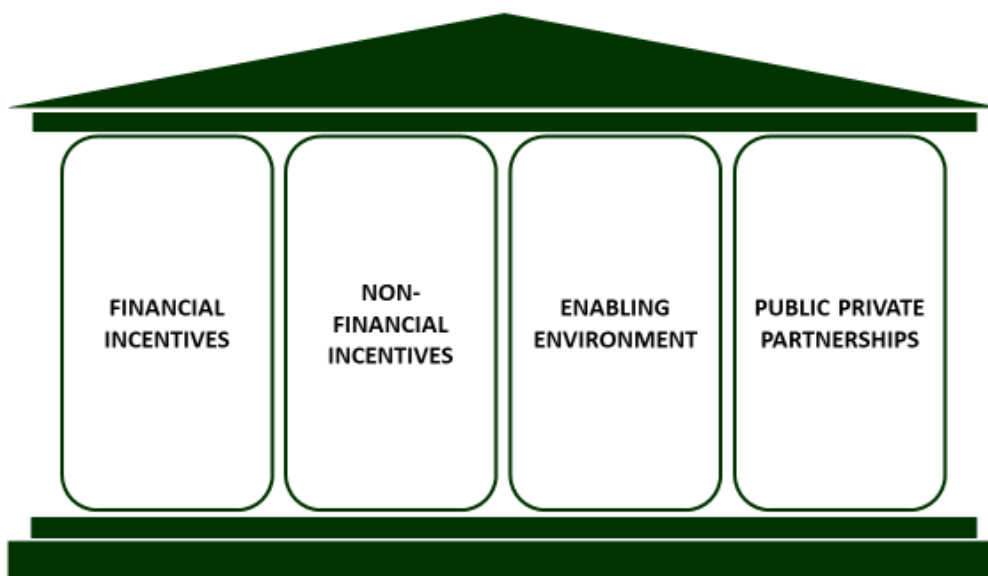 FINANCIAL
INCENTIVES
NON-
FINANCIAL
INCENTIVES
ENABLING
ENVIRONMENT
PUBLIC PRIVATE
PARTNERSHIPS